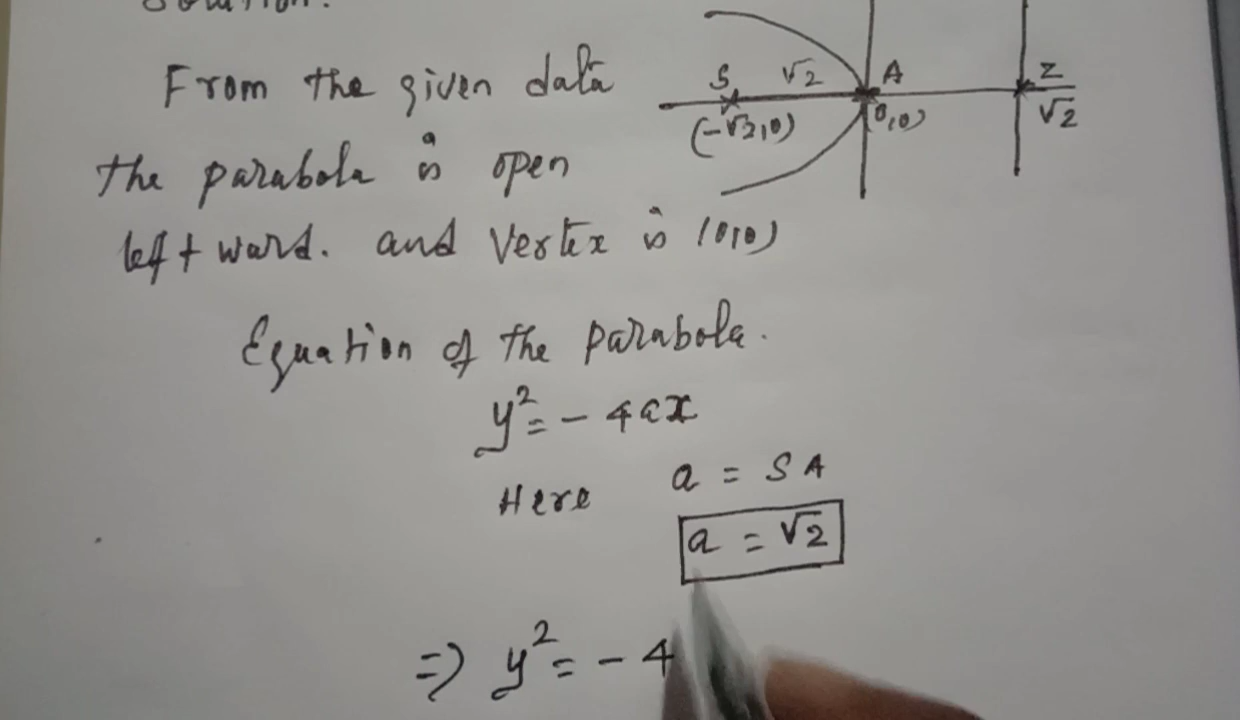 Solution:
S √2 A Z
(-√2,0) (0,0) √2
From the given data
the parabola is open
left ward. and Vertex is (0,0)
Equation of the parabola.
y² = - 4ax
Here a = SA
a = √2
=> y² = - 4